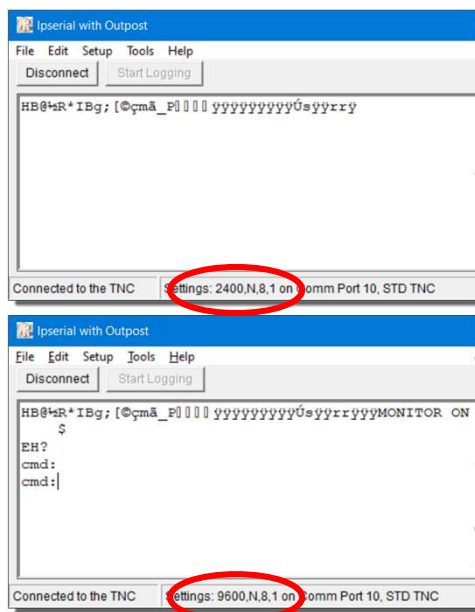 Ipserial with Outpost
File Edit Setup Tools Help
Disconnect Start Logging
HB@½R*IBg;[©çmã_P▯▯▯▯ÿÿÿÿÿÿÿÿÿÚsÿÿrrÿ
Connected to the TNC Settings: 2400,N,8,1 on Comm Port 10, STD TNC
Ipserial with Outpost
File Edit Setup Tools Help
Disconnect Start Logging
HB@½R*IBg;[©çmã_P▯▯▯▯ÿÿÿÿÿÿÿÿÿÚsÿÿrrÿÿÿMONITOR ON
$
EH?
cmd:
cmd:
Connected to the TNC Settings: 9600,N,8,1 on Comm Port 10, STD TNC